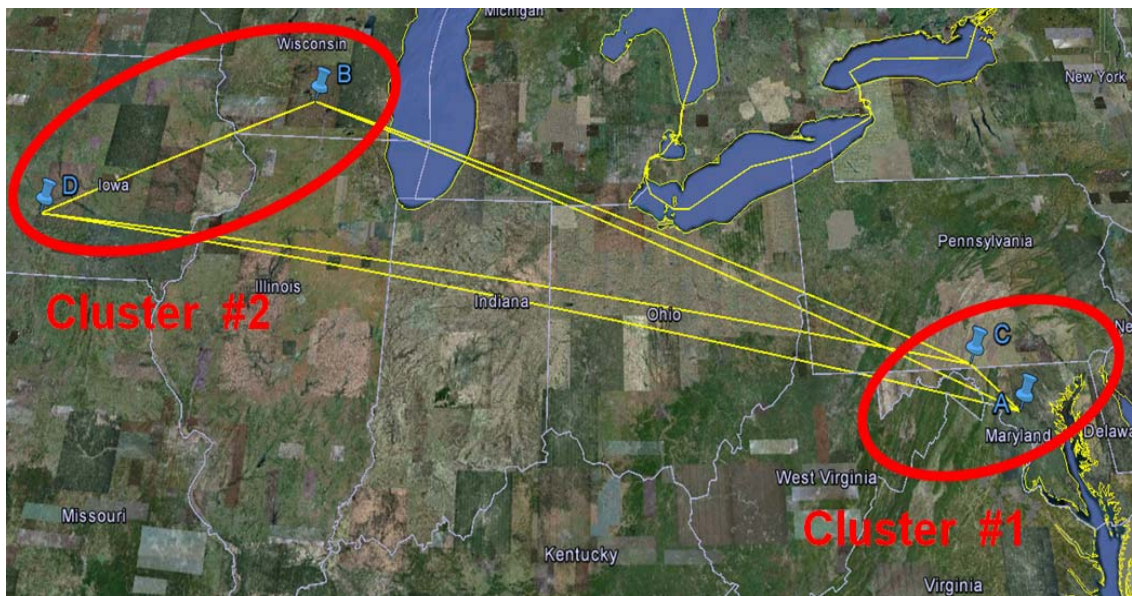 Michigan
Wisconsin
B
New York
D
Iowa
Pennsylvania
Illinois
Cluster #2
Indiana
Ohio
C
A
Maryland
West Virginia
Cluster #1
Missouri
Kentucky
Virginia